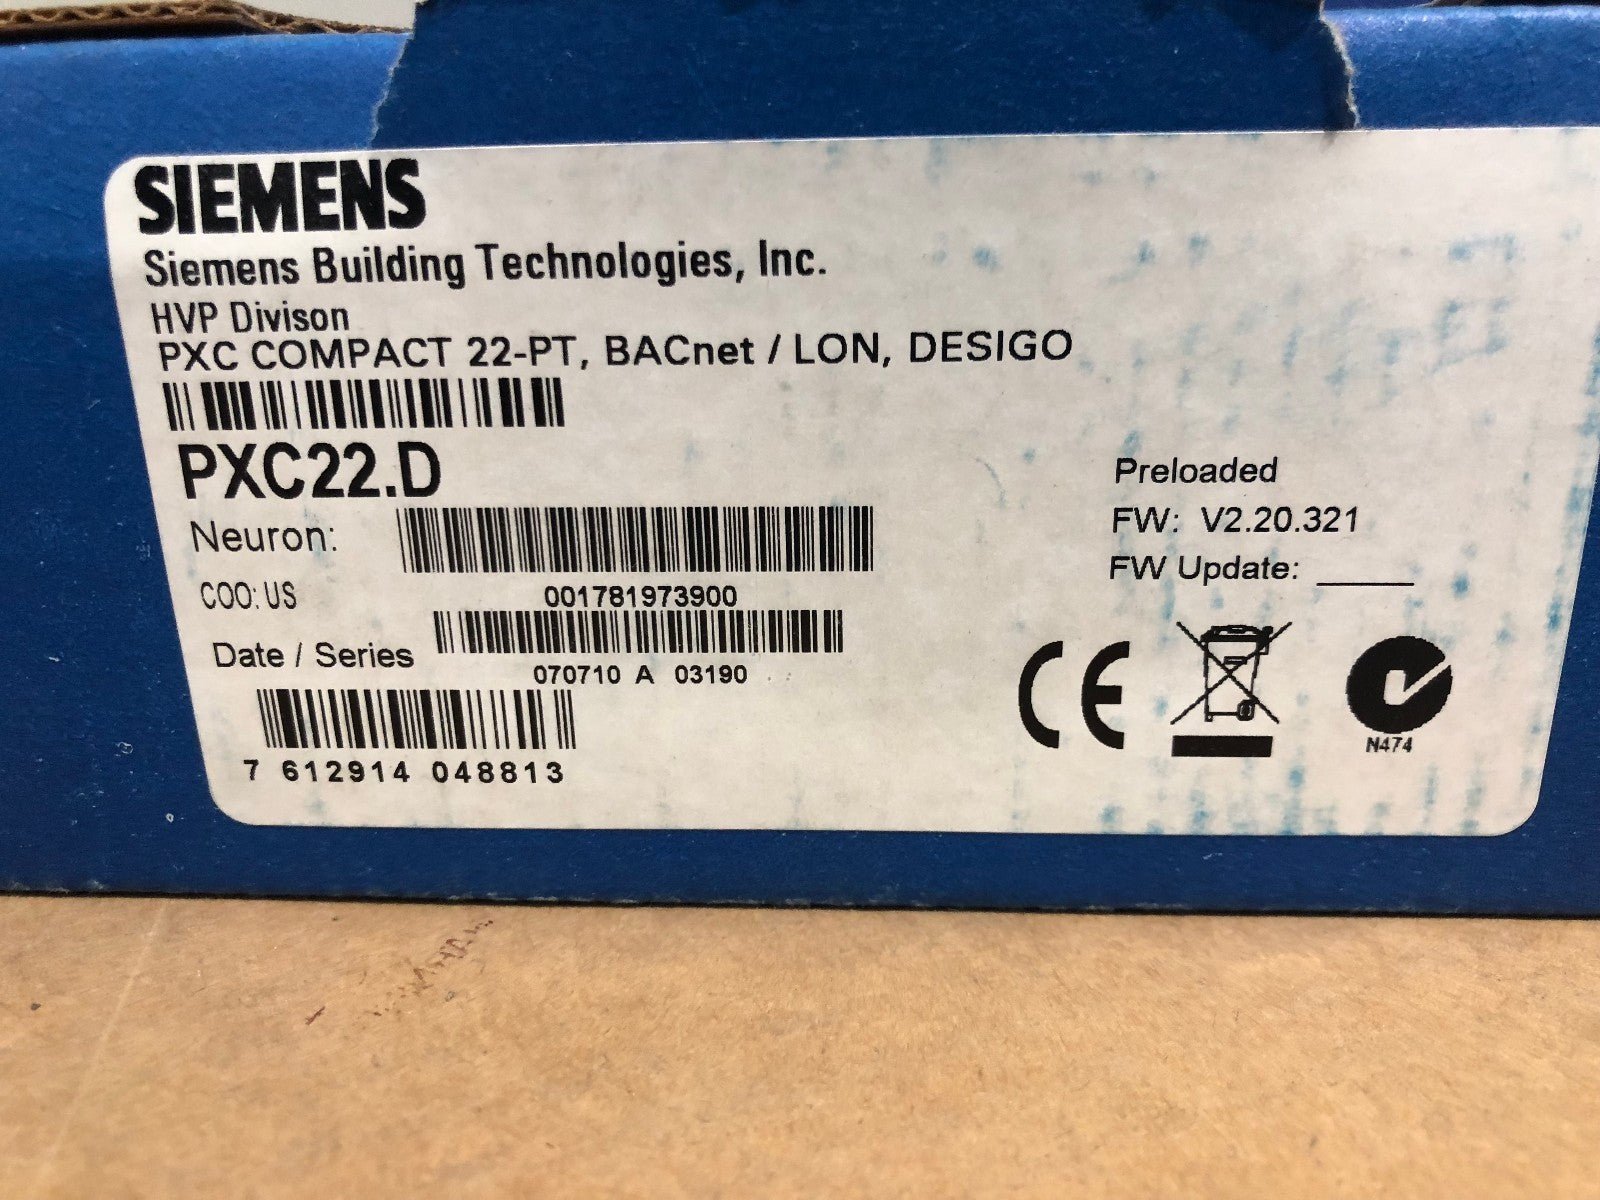 SIEMENS
Siemens Building Technologies, Inc.
HVP Divison
PXC COMPACT 22-PT, BACnet / LON, DESIGO
PXC22.D
Neuron:
001781973900
COO: US
Date / Series
070710 A 03190
7 612914 048813
Preloaded
FW: V2.20.321
FW Update: ______
CE
N474